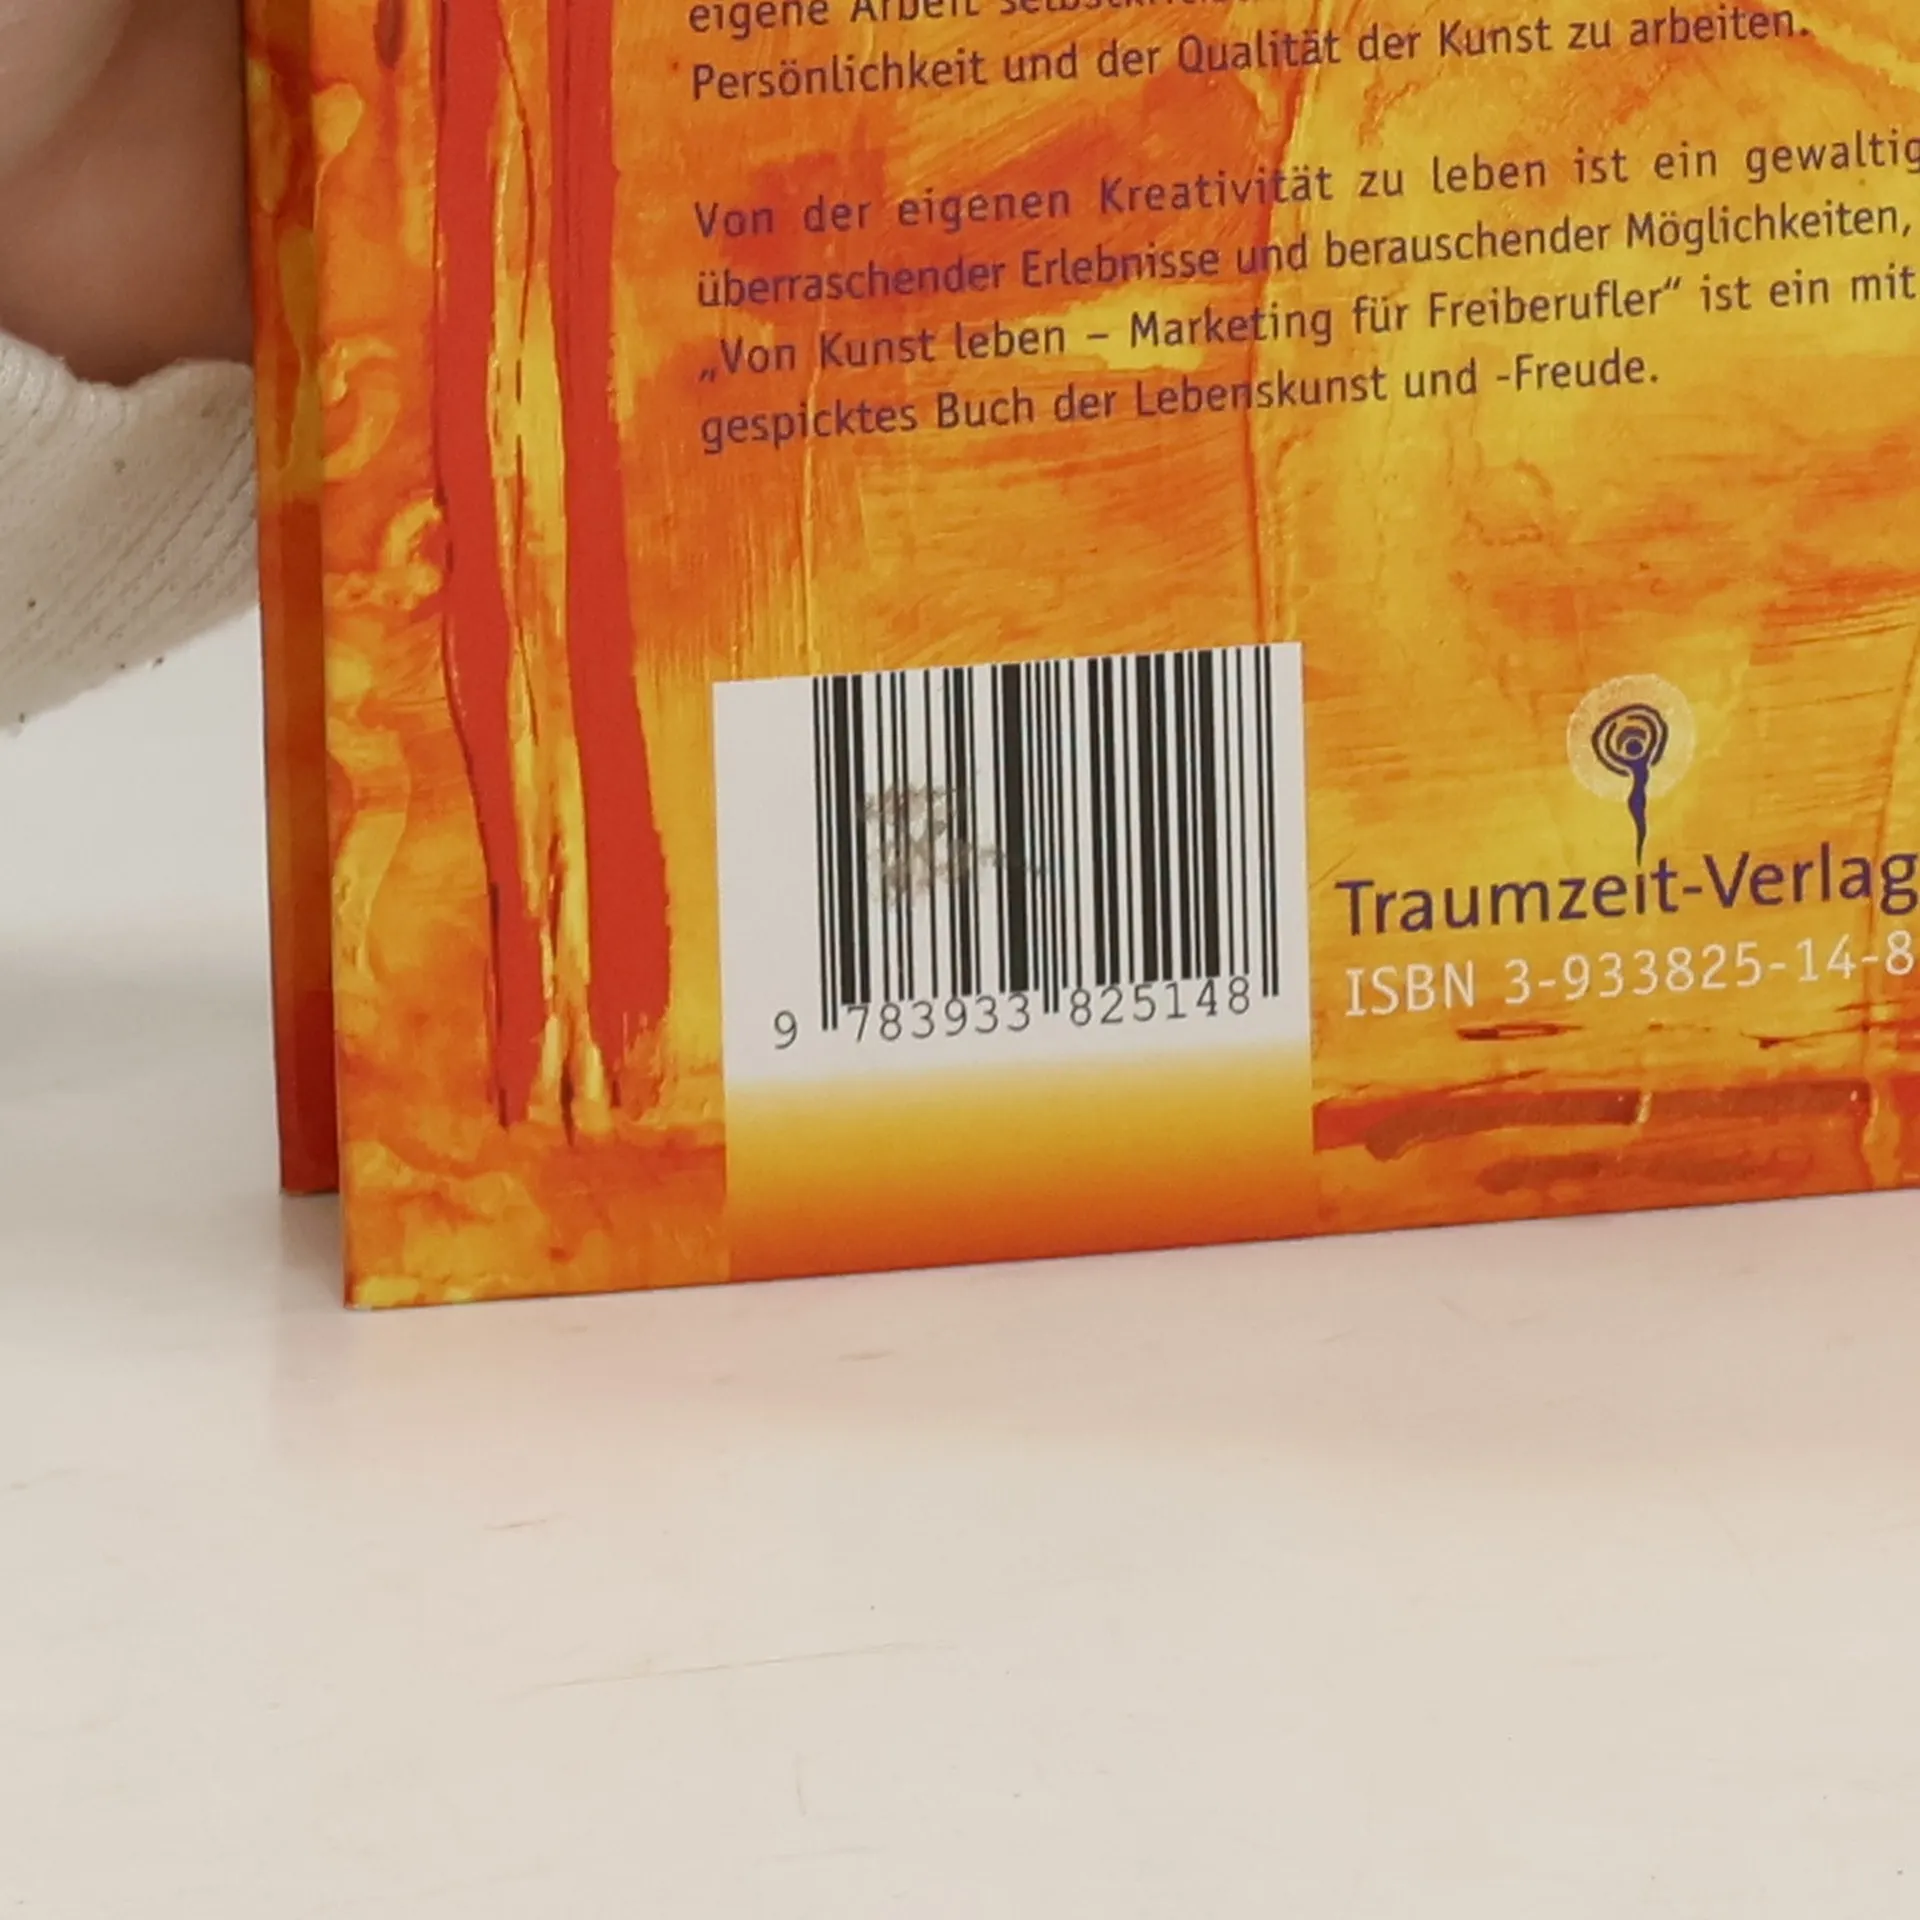 eigene Arbeit
Persönlichkeit und der Qualität der Kunst zu arbeiten.
Von der eigenen Kreativität zu leben ist ein gewaltig
überraschender Erlebnisse und berauschender Möglichkeiten,
„Von Kunst leben – Marketing für Freiberufler“ ist ein mit
gespicktes Buch der Lebenskunst und -Freude.
9 783933 825148
Traumzeit-Verlag
ISBN 3-933825-14-8